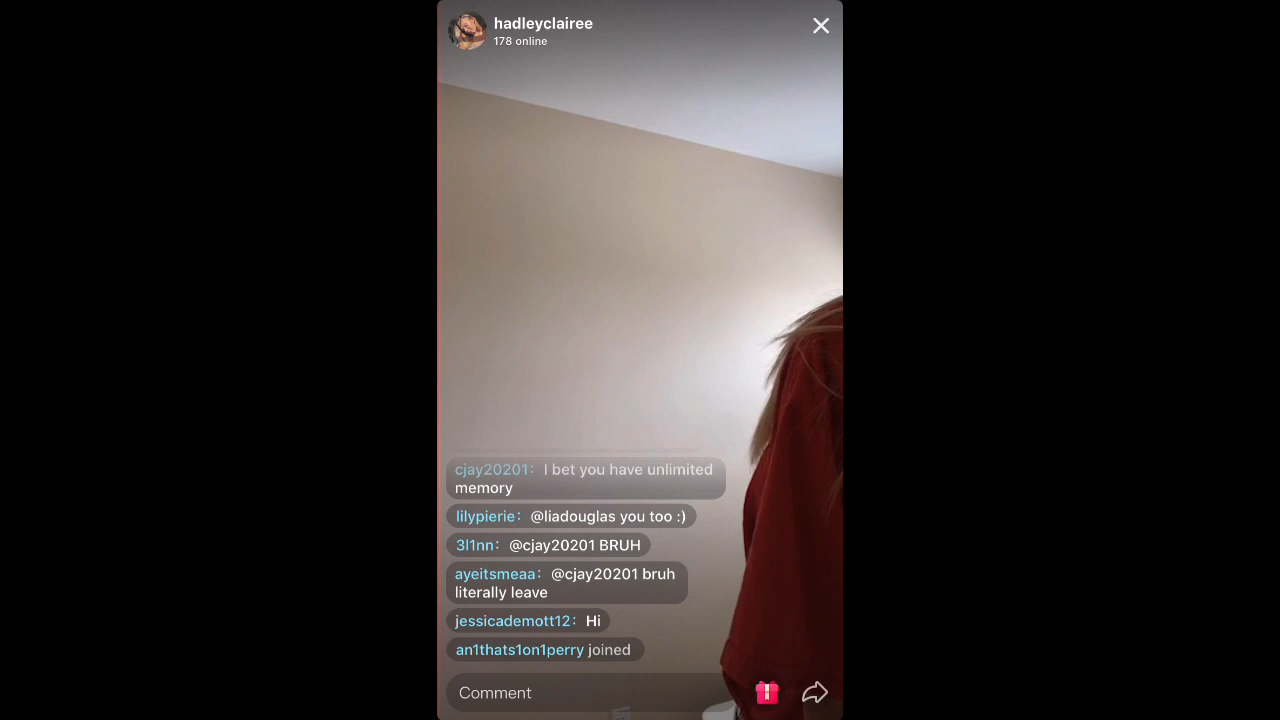 hadleyclairee
178 online
cjay20201: I bet you have unlimited
memory
lilypierie: @liadouglas you too :)
3l1nn: @cjay20201 BRUH
ayeitsmeaa: @cjay20201 bruh
literally leave
jessicademott12: Hi
an1thats1on1perry joined
Comment